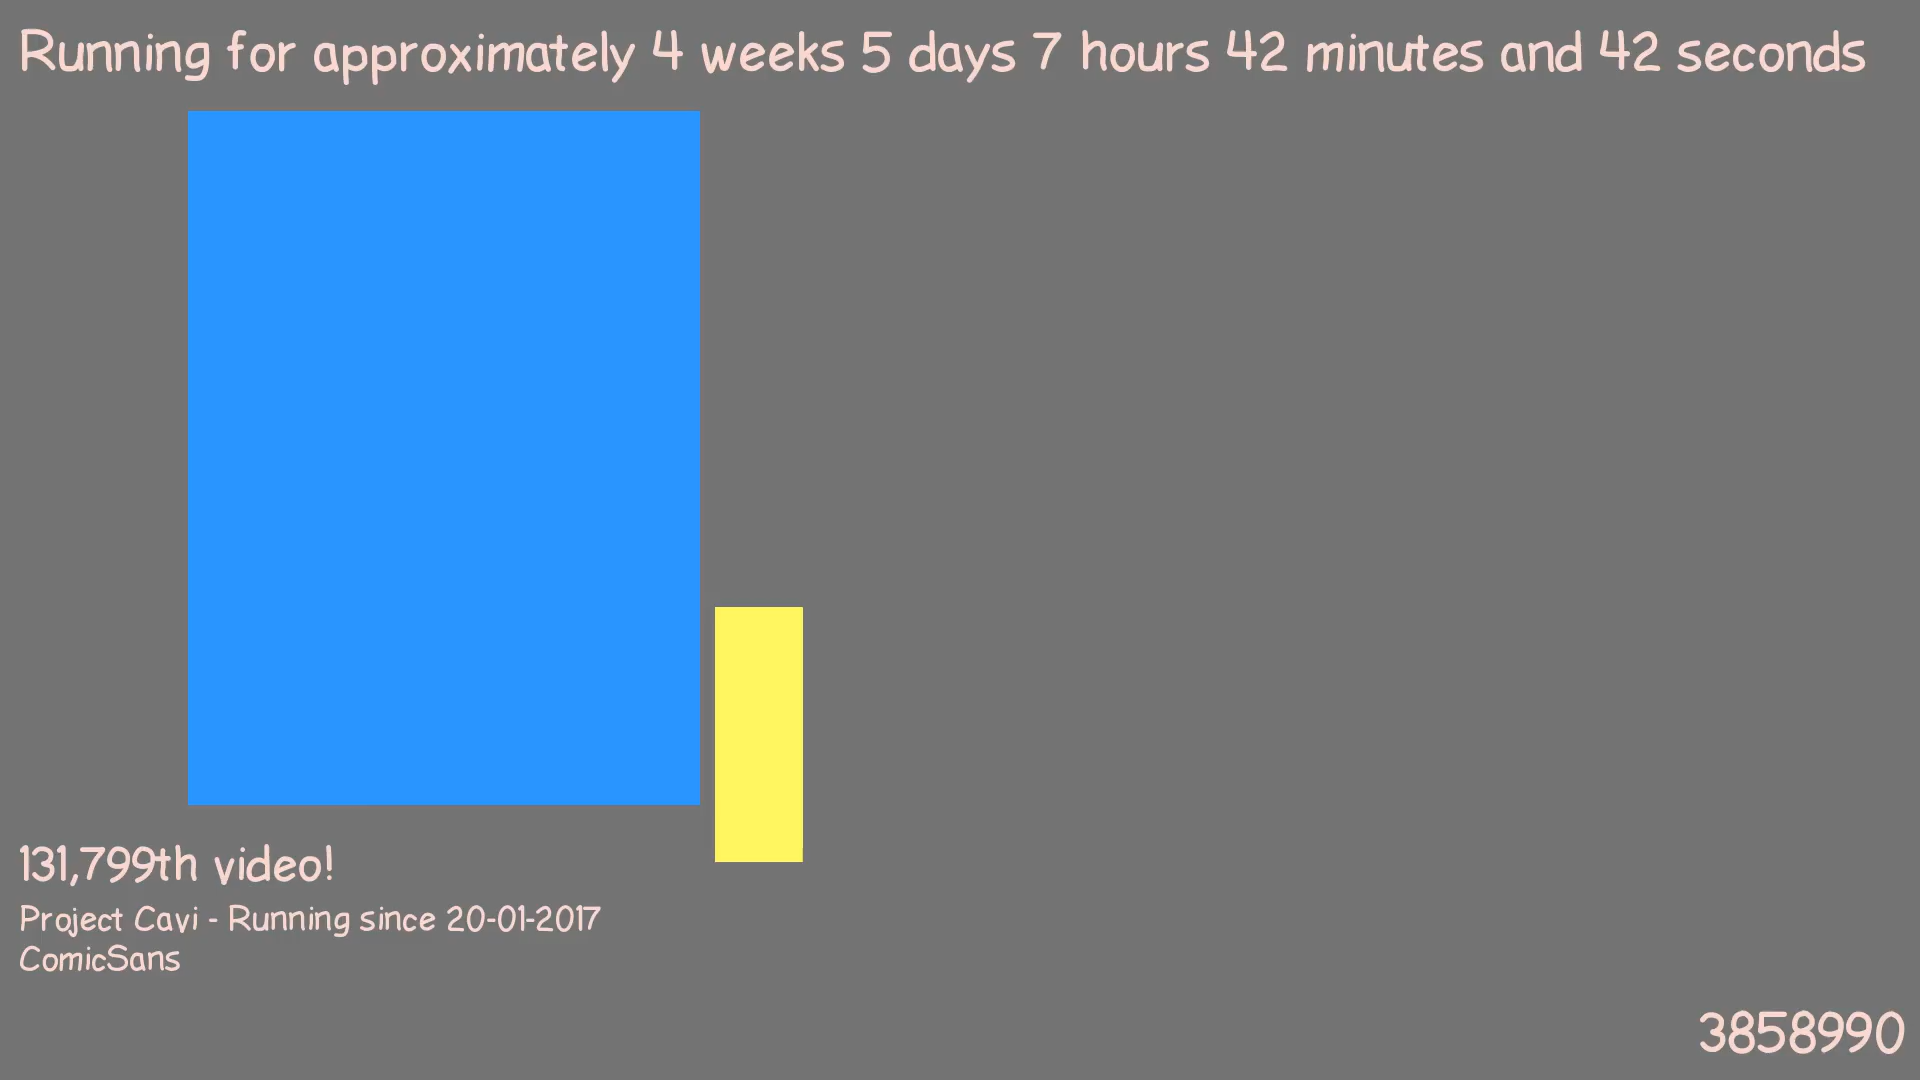 Running for approximately 4 weeks 5 days 7 hours 42 minutes and 42 seconds
131,799th video!
Project Cavi - Running since 20-01-2017
ComicSans
3858990